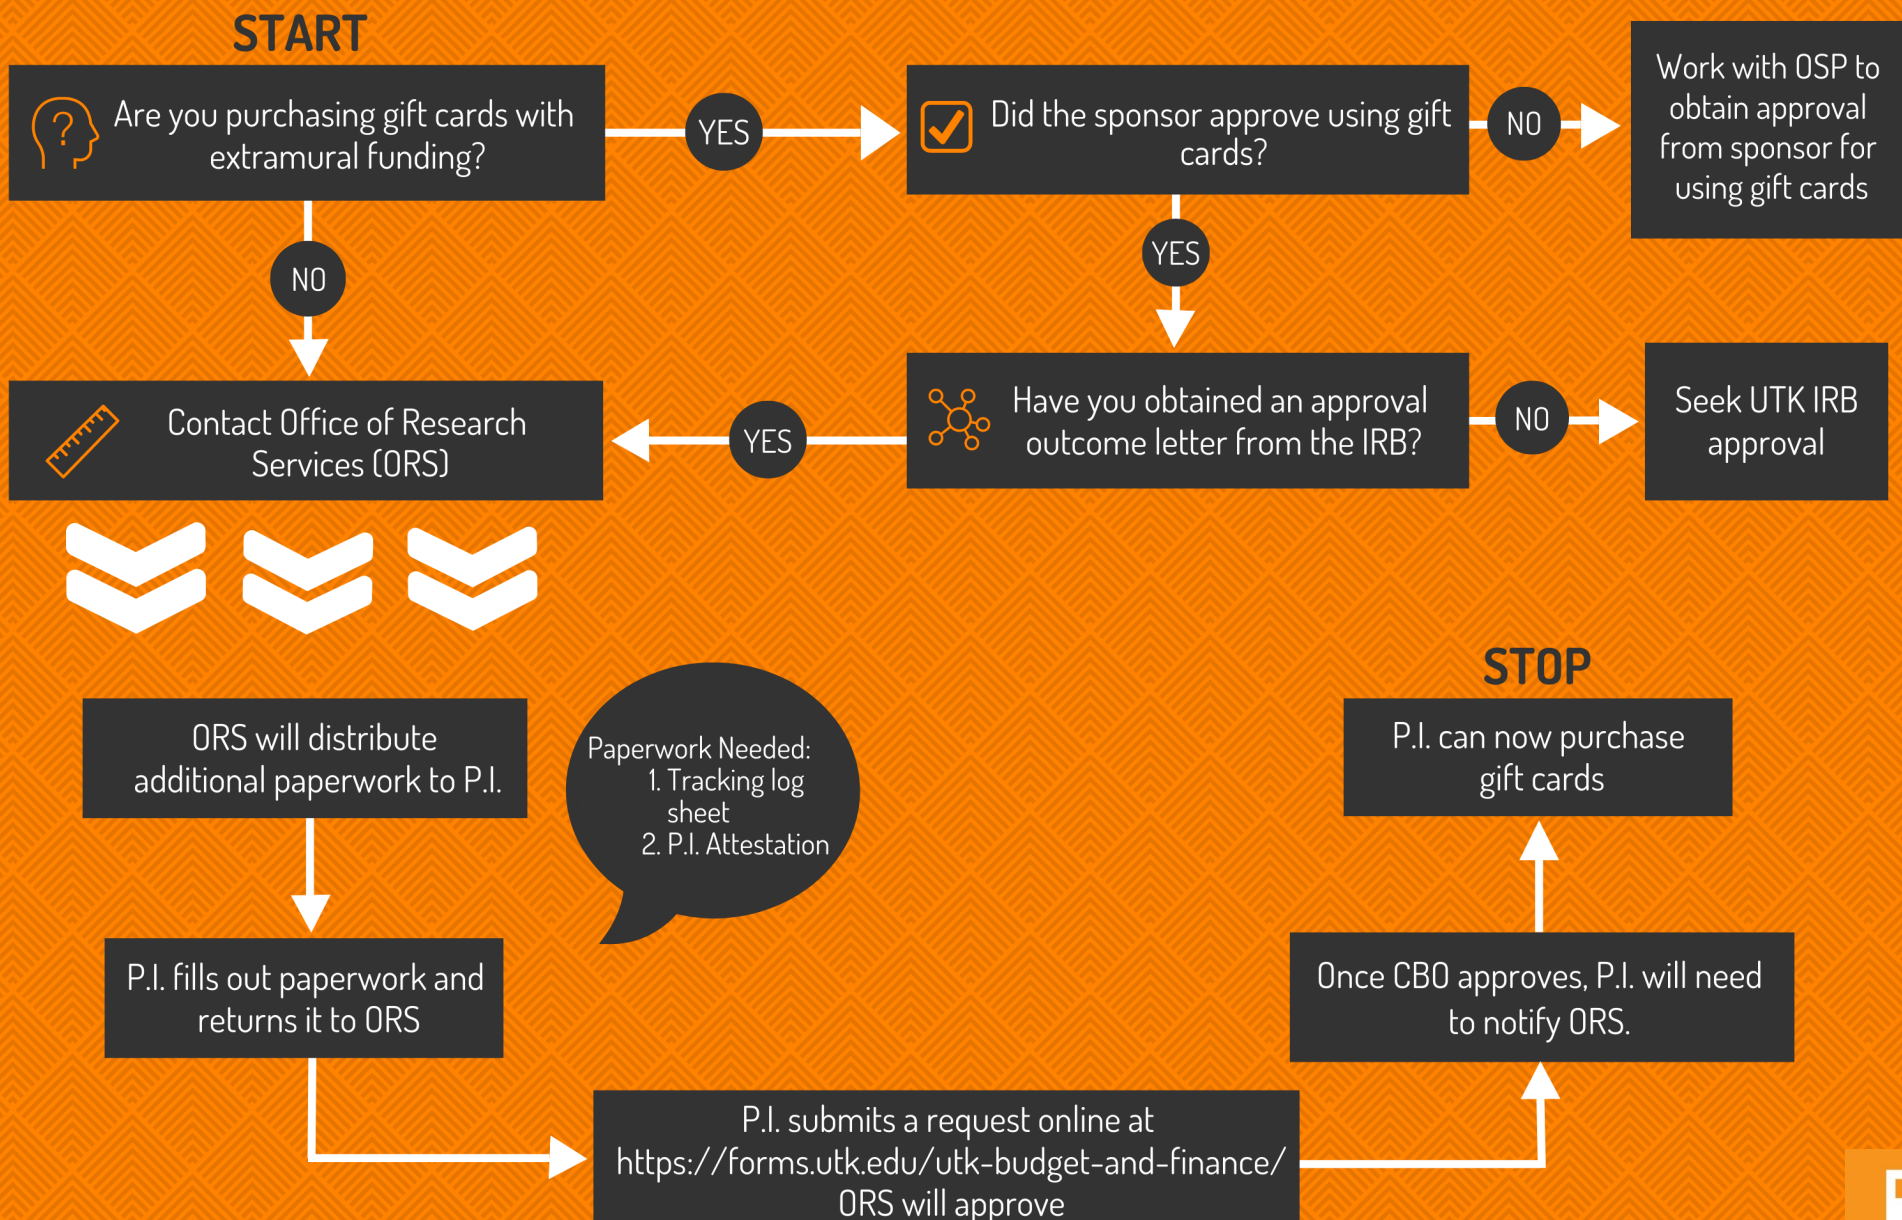 START
Are you purchasing gift cards with
extramural funding?
YES
Did the sponsor approve using gift
cards?
NO
Work with OSP to
obtain approval
from sponsor for
using gift cards
NO
YES
Contact Office of Research
Services (ORS)
YES
Have you obtained an approval
outcome letter from the IRB?
NO
Seek UTK IRB
approval
ORS will distribute
additional paperwork to P.I.
Paperwork Needed:
1. Tracking log
sheet
2. P.I. Attestation
P.I. fills out paperwork and
returns it to ORS
P.I. submits a request online at
https://forms.utk.edu/utk-budget-and-finance/
ORS will approve
Once CBO approves, P.I. will need
to notify ORS.
STOP
P.I. can now purchase
gift cards